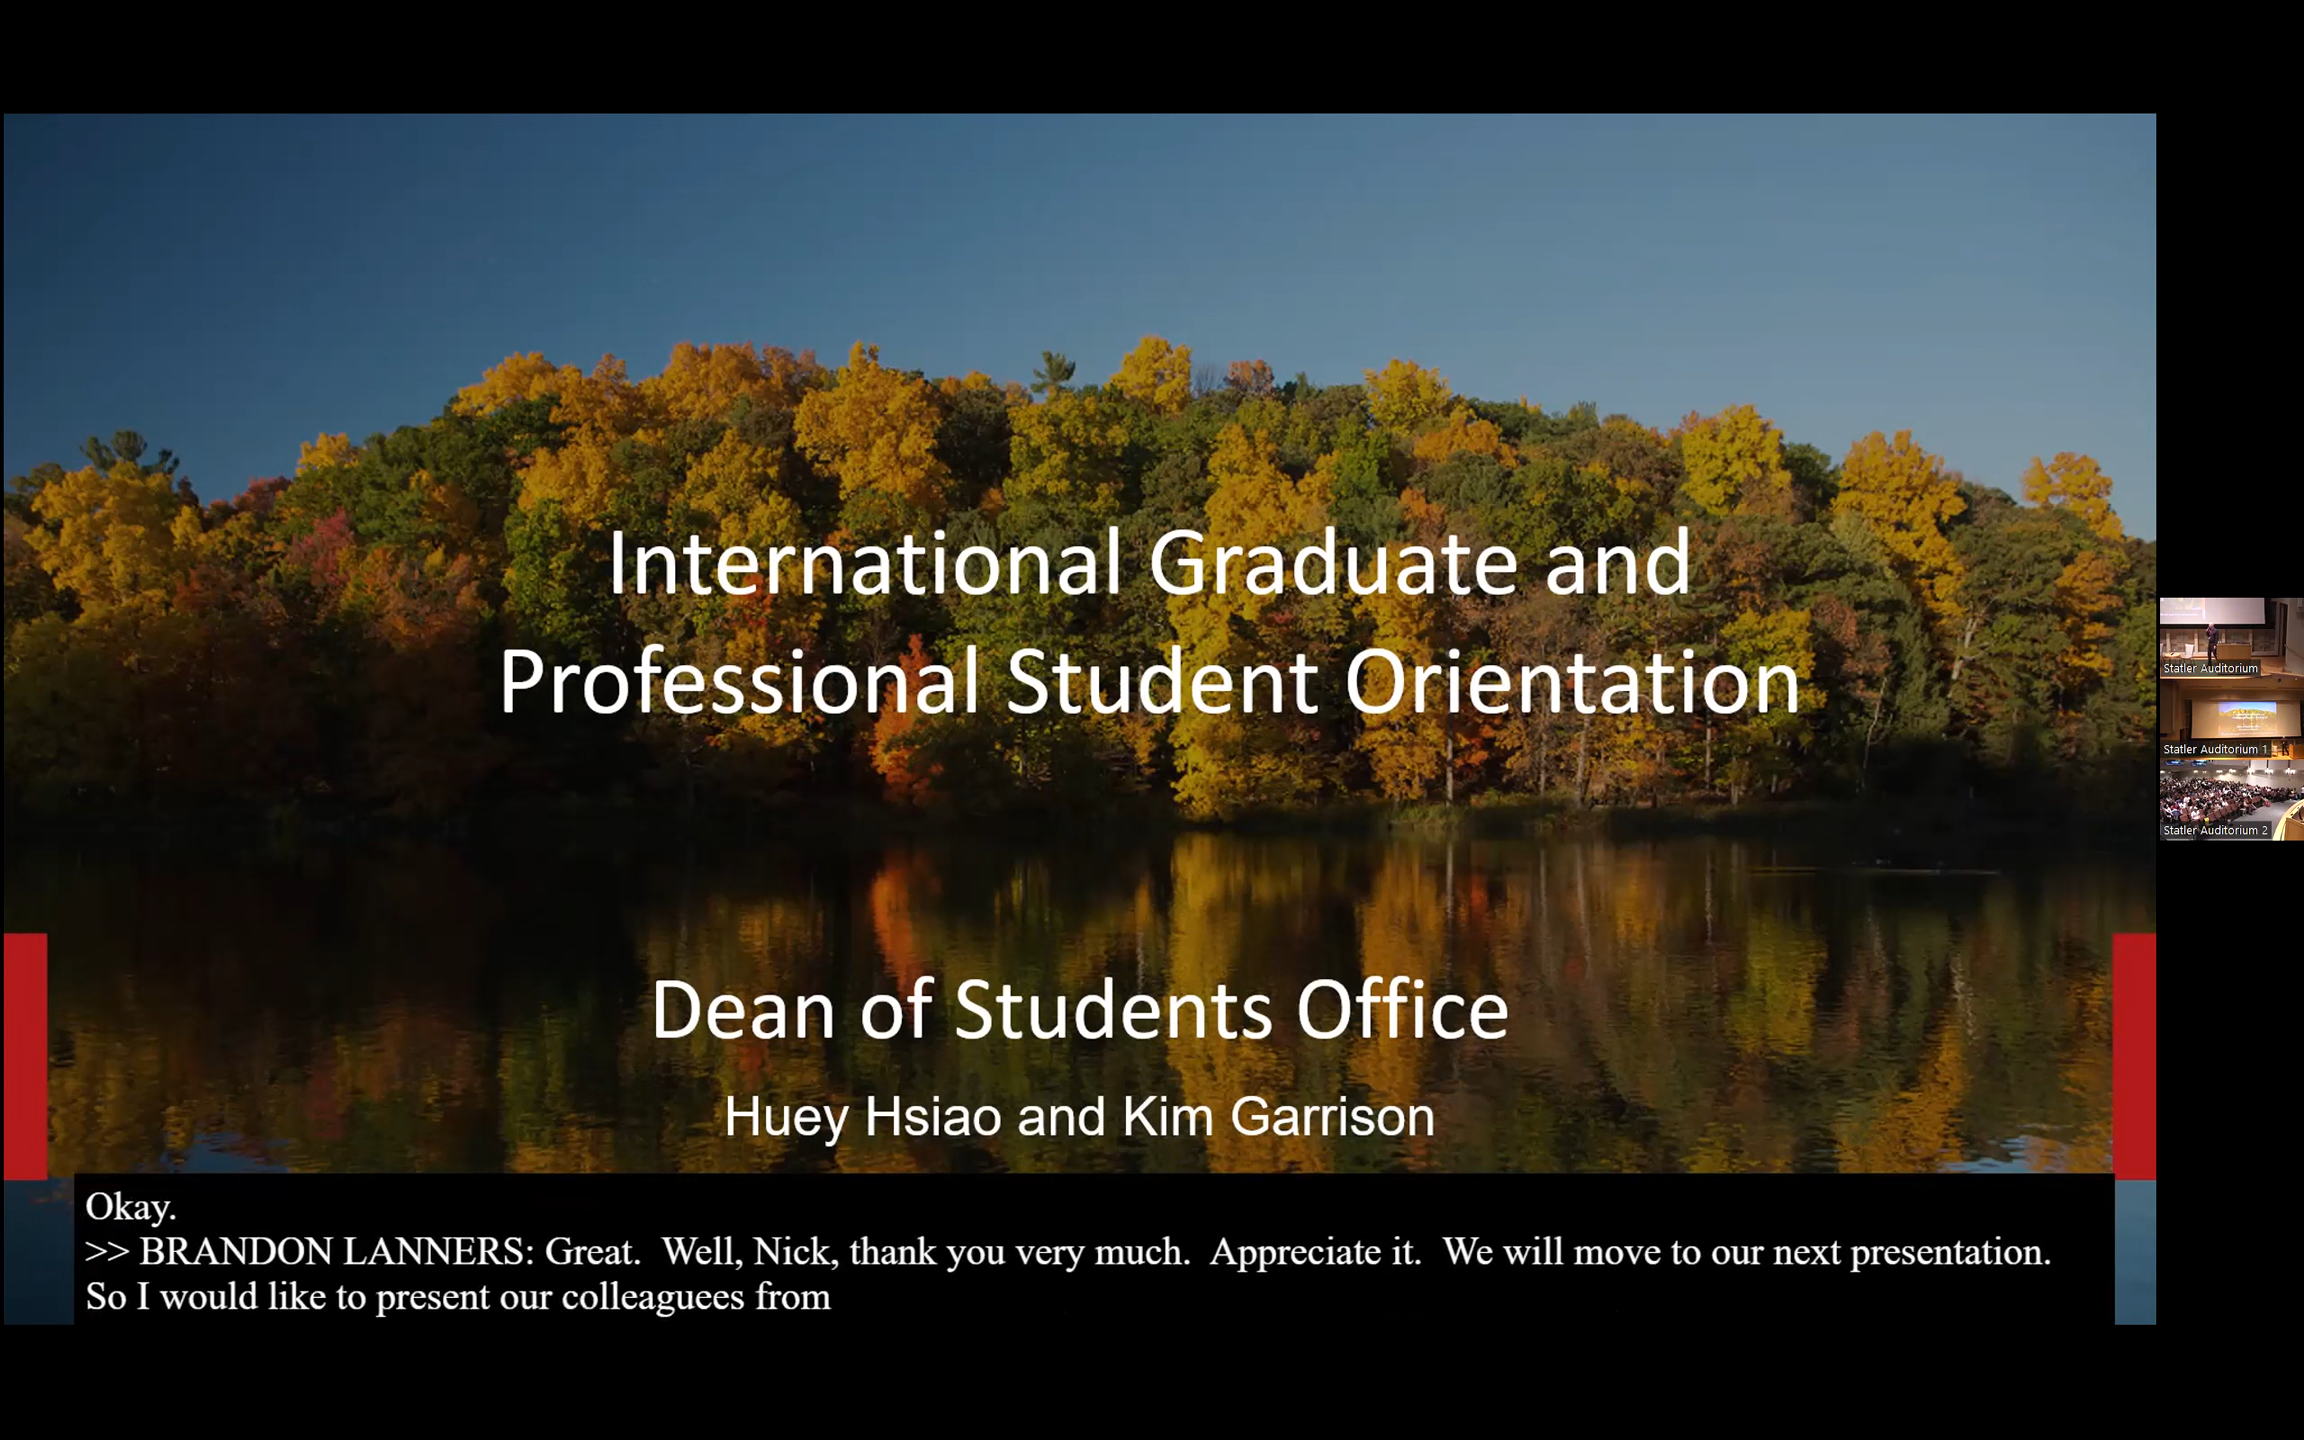 International Graduate and
Professional Student Orientation
Dean of Students Office
Huey Hsiao and Kim Garrison
Okay.
>> BRANDON LANNERS: Great.  Well, Nick, thank you very much.  Appreciate it.  We will move to our next presentation.
So I would like to present our colleaguees from
Statler Auditorium
Statler Auditorium 1
Statler Auditorium 2